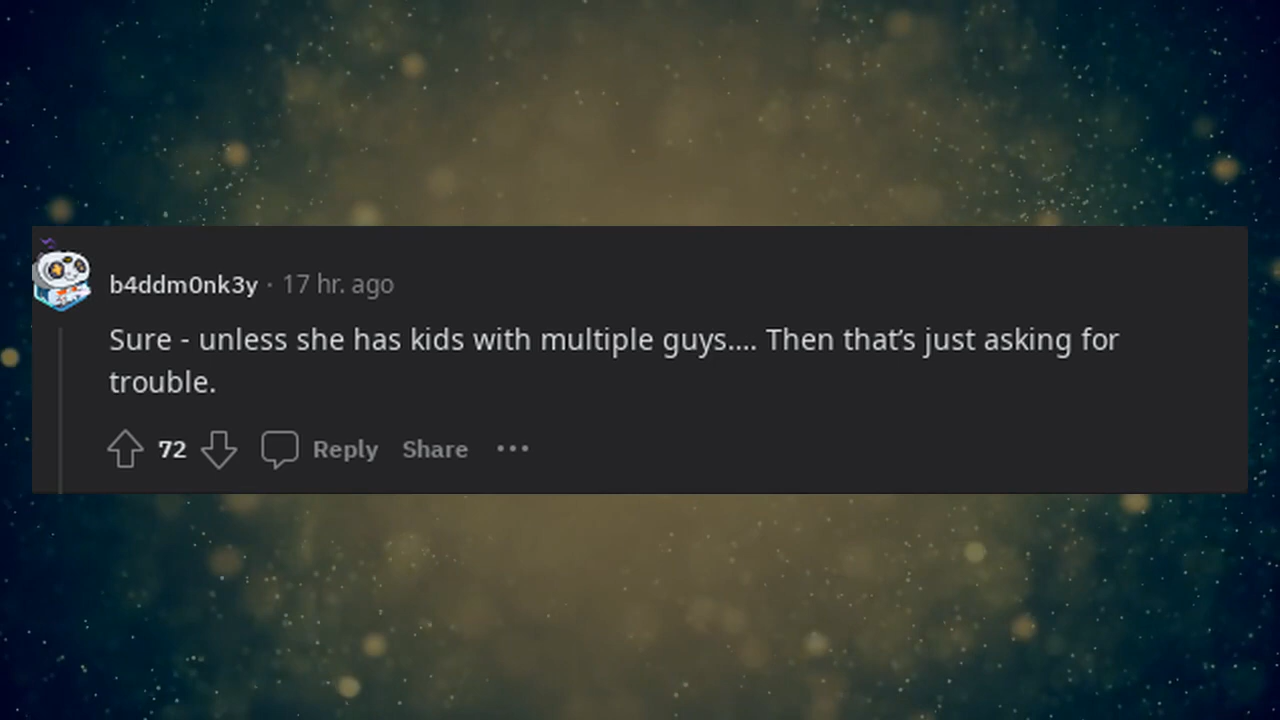 b4ddm0nk3y · 17 hr. ago
Sure - unless she has kids with multiple guys.... Then that's just asking for
trouble.
72 Reply Share ···